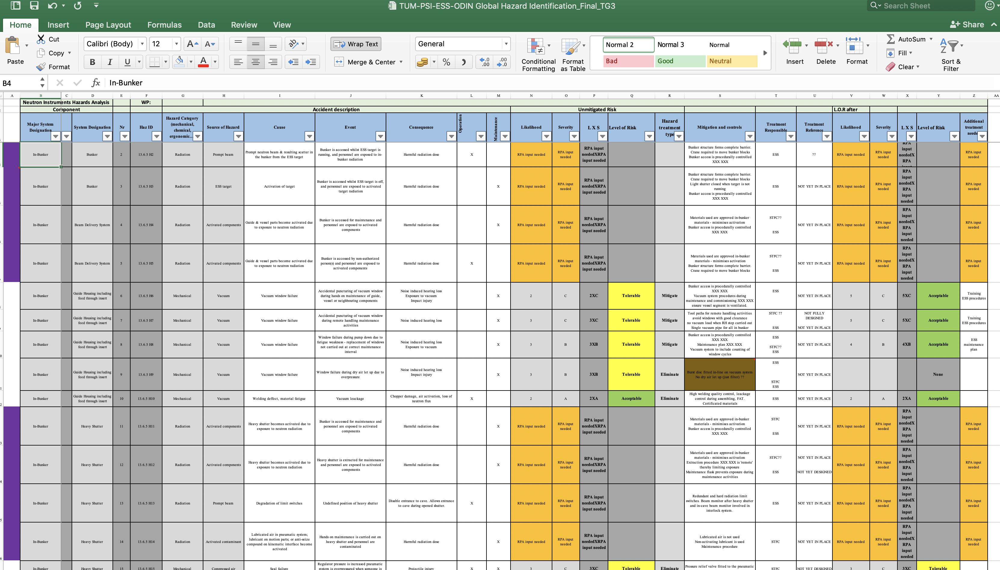 TUM-PSI-ESS-ODIN Global Hazard Identification_Final_TG3
Search Sheet
Home Insert Page Layout Formulas Data Review View
Share
Paste
Cut
Copy
Format
Calibri (Body) 12
B I U
Wrap Text
Merge & Center
General
Conditional Formatting
Format as Table
Normal 2 Normal 3 Normal
Bad Good Neutral
Insert Delete Format
AutoSum
Fill
Clear
Sort & Filter
B4 fx In-Bunker
A B C D E F G H I J K L M N O P Q R S T U V W X Y Z AA
Neutron Instruments Hazards Analysis WP:
Component Accident description Unmitigated Risk L.O.R after
Major System Designation System Designation Nr Haz ID Hazard Category (mechanical, chemical, ergonomic... Source of Hazard Cause Event Consequence Operation Maintenance Likelihood Severity L X S Level of Risk Hazard treatment type Mitigation and controls Treatment Responsible Treatment Reference Likelihood Severity L X S Level of Risk Additional treatment neede
In-Bunker Bunker 2 13.6.5 H2 Radiation Prompt beam Prompt neutron beam & resulting scatter in the bunker from the ESS target Bunker is accessed whilst ESS target is running, and personnel are exposed to in-bunker radiation Harmful radiation dose X RPA input needed RPA input needed RPA input neededXRPA input needed Bunker structure forms complete barrier. Crane required to move bunker blocks Bunker access is procedurally controlled XXX XXX ESS ?? RPA input needed RPA input needed RPA input neededX RPA RPA input needed
In-Bunker Bunker 3 13.6.5 H3 Radiation ESS target Activation of target Bunker is accessed whilst ESS target is off, and personnel are exposed to activated target radiation Harmful radiation dose X RPA input needed RPA input needed RPA input neededXRPA input needed Bunker structure forms complete barrier. Crane required to move bunker blocks Light shutter closed when target is not running Bunker access is procedurally controlled XXX XXX ESS NOT YET IN PLACE RPA input needed RPA input needed RPA input neededX RPA input needed RPA input needed
In-Bunker Beam Delivery System 4 13.6.5 H4 Radiation Activated components Guide & vessel parts become activated due to exposure to neutron radiation Bunker is accessed for maintenance and personnel are exposed to activated components Harmful radiation dose X RPA input needed RPA input needed RPA input neededXRPA input needed Materials used are approved in-bunker materials - minimises activation Bunker access is procedurally controlled XXX XXX STFC?? ESS NOT YET IN PLACE RPA input needed RPA input needed RPA input neededX RPA input needed RPA input needed
In-Bunker Beam Delivery System 5 13.6.5 H5 Radiation Activated components Guide & vessel parts become activated due to exposure to neutron radiation Bunker is accessed by non-authorized person(s) and personnel are exposed to activated components Harmful radiation dose X RPA input needed RPA input needed RPA input neededXRPA input needed Materials used are approved in-bunker materials - minimises activation Bunker structure forms complete barrier. Crane required to move bunker blocks STFC?? ESS NOT YET IN PLACE RPA input needed RPA input needed RPA input neededX RPA input needed RPA input needed
In-Bunker Guide Housing including feed through insert 6 13.6.5 H6 Mechanical Vacuum Vacuum window failure Accidental puncturing of vacuum window during hands on maintenance of guide, vessel or neighbouring components Noise induced hearing loss Exposure to vacuum Impact injury X 2 C 2XC Tolerable Mitigate Bunker access is procedurally controlled XXX XXX Vacuum system procedures during maintenance and commissioning XXX XXX ensure vessel segment is ventilated. ESS NOT YET IN PLACE 5 C 5XC Acceptable Training ESS procedures
In-Bunker Guide Housing including feed through insert 7 13.6.5 H7 Mechanical Vacuum Vacuum window failure Accidental puncturing of vacuum window during remote handling maintenance activities Noise induced hearing loss X 3 C 3XC Tolerable Mitigate Tool paths for remote handling activities avoid windows with good clearance no vacuum load when RH step carried out Single vacuum pipe for all in bunker STFC ?? ESS NOT FULLY DESIGNED NOT YET IN PLACE 5 C 5XC Acceptable Training ESS procedures
In-Bunker Guide Housing including feed through insert 8 13.6.5 H8 Mechanical Vacuum Vacuum window failure Window failure during pump down due to fatigue weakness - replacement of windows not carried out at correct maintenance interval Noise induced hearing loss Exposure to vacuum X 3 B 3XB Tolerable Mitigate Bunker access is procedurally controlled XXX XXX Maintenance plan XXX XXX Vacuum system to include counting of window cycles ESS STFC?? ESS NOT YET IN PLACE 4 B 4XB Acceptable ESS maintenance plan
In-Bunker Guide Housing including feed through insert 9 13.6.5 H9 Mechanical Vacuum Vacuum window failure Window failure during dry air let up due to overpressure Noise induced hearing loss Impact injury X 3 B 3XB Tolerable Eliminate Burst disc fitted in-line on vacuum system No dry air let up (just filter) ?? ESS STFC ESS NOT YET IN PLACE None
In-Bunker Guide Housing including feed through insert 10 13.6.5 H10 Mechanical Vacuum Welding deffect, material fatigue Vacuum leackage Chopper damage, air activation, loss of neutron flux X 2 A 2XA Acceptable Eliminate High welding quality control, leackage control during assembling, FAT. Certificated materials ESS NOT YET IN PLACE 2 A 2XA Acceptable
In-Bunker Heavy Shutter 11 13.6.5 H11 Radiation Activated components Heavy shutter becomes activated due to exposure to neutron radiation Bunker is accessed for maintenance and personnel are exposed to activated components Harmful radiation dose X RPA input needed RPA input needed RPA input neededXRPA input needed Materials used are approved in-bunker materials - minimises activation Bunker access is procedurally controlled XXX XXX STFC ESS NOT YET IN PLACE RPA input needed RPA input needed RPA input neededX RPA input needed RPA input needed
In-Bunker Heavy Shutter 12 13.6.5 H12 Radiation Activated components Heavy shutter becomes activated due to exposure to neutron radiation Heavy shutter is extracted for maintenance and personnel are exposed to activated components Harmful radiation dose X RPA input needed RPA input needed RPA input neededXRPA input needed Materials used are approved in-bunker materials - minimises activation Extraction procedure XXX XXX is 'remote' thereby limiting exposure Maintenance flask prevents exposure during maintenance activities STFC?? ESS NOT YET IN PLACE NOT YET DESIGNED RPA input needed RPA input needed RPA input neededX RPA input needed RPA input needed
In-Bunker Heavy Shutter 13 13.6.5 H13 Radiation Prompt beam Degradation of limit switches Undefined position of heavy shutter Disable entrance to cave. Allows entrance to cave during opened shutter. X RPA input needed RPA input needed RPA input neededXRPA input needed Redundant and hard radiation limit switches. Beam monitor after heavy shutter and in-cave beam monitor involved in interlock system. ESS NOT YET IN PLACE RPA input needed RPA input needed RPA input neededX RPA input needed RPA input needed
In-Bunker Heavy Shutter 14 13.6.5 H14 Radiation Activated contaminant Lubricated air in pneumatic system; lubricant on motion parts; or anti-seize compound on kinematic interface become activated Hands on maintenance is carried out on heavy shutter and personnel are contaminated Harmful radiation dose X RPA input needed RPA input needed RPA input neededXRPA input needed Lubricated air is not used Non-activating lubricant is used Maintenance procedure STFC NOT YET IN PLACE RPA input needed RPA input needed RPA input neededX RPA input needed RPA input needed
In-Bunker Heavy Shutter 15 13.6.5 H15 Mechanical Compressed air Seal failure Regulator pressure is increased pneumatic system is overpressured when someone is Projectile injury X X 3 C 3XC Tolerable Eliminate Pressure relief valve fitted to the pneumatic STFC NOT YET DESIGNED 3 C 3XC Tolerable